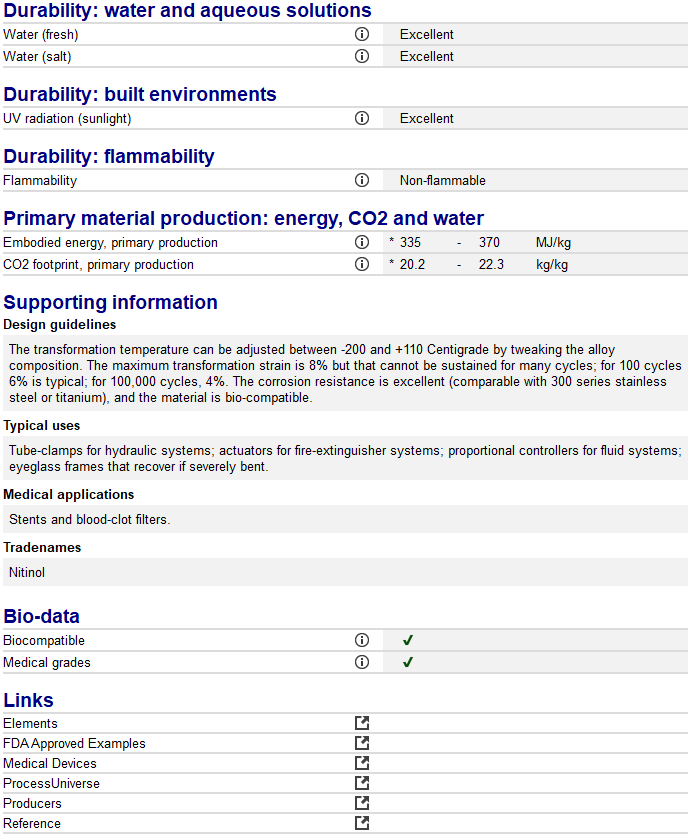 Durability: water and aqueous solutions
Water (fresh) Excellent
Water (salt) Excellent
Durability: built environments
UV radiation (sunlight) Excellent
Durability: flammability
Flammability Non-flammable
Primary material production: energy, CO2 and water
Embodied energy, primary production * 335 - 370 MJ/kg
CO2 footprint, primary production * 20.2 - 22.3 kg/kg
Supporting information
Design guidelines
The transformation temperature can be adjusted between -200 and +110 Centigrade by tweaking the alloy
composition. The maximum transformation strain is 8% but that cannot be sustained for many cycles; for 100 cycles
6% is typical; for 100,000 cycles, 4%. The corrosion resistance is excellent (comparable with 300 series stainless
steel or titanium), and the material is bio-compatible.
Typical uses
Tube-clamps for hydraulic systems; actuators for fire-extinguisher systems; proportional controllers for fluid systems;
eyeglass frames that recover if severely bent.
Medical applications
Stents and blood-clot filters.
Tradenames
Nitinol
Bio-data
Biocompatible ✔
Medical grades ✔
Links
Elements
FDA Approved Examples
Medical Devices
ProcessUniverse
Producers
Reference